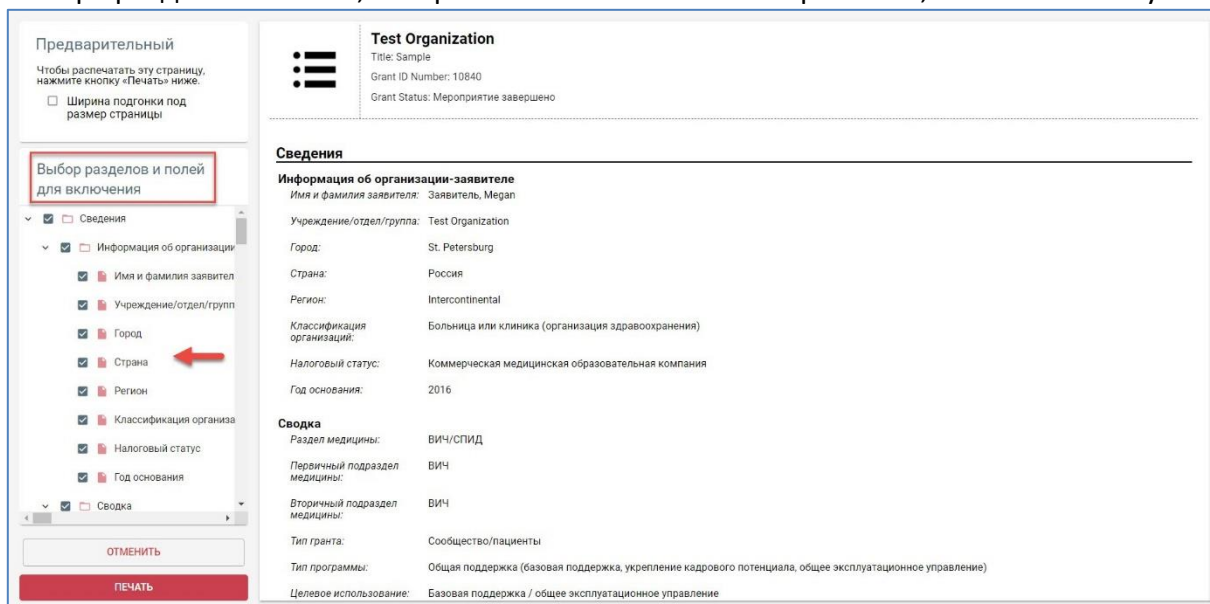 Предварительный
Чтобы распечатать эту страницу,
нажмите кнопку «Печать» ниже.
Ширина подгонки под
размер страницы
Выбор разделов и полей
для включения
Сведения
Информация об организации
Имя и фамилия заявител
Учреждение/отдел/групп
Город
Страна
Регион
Классификация организа
Налоговый статус
Год основания
Сводка
ОТМЕНИТЬ
ПЕЧАТЬ
Test Organization
Title: Sample
Grant ID Number: 10840
Grant Status: Мероприятие завершено
Сведения
Информация об организации-заявителе
Имя и фамилия заявителя: Заявитель, Megan
Учреждение/отдел/группа: Test Organization
Город: St. Petersburg
Страна: Россия
Регион: Intercontinental
Классификация Больница или клиника (организация здравоохранения)
организаций:
Налоговый статус: Коммерческая медицинская образовательная компания
Год основания: 2016
Сводка
Раздел медицины: ВИЧ/СПИД
Первичный подраздел ВИЧ
медицины:
Вторичный подраздел ВИЧ
медицины:
Тип гранта: Сообщество/пациенты
Тип программы: Общая поддержка (базовая поддержка, укрепление кадрового потенциала, общее эксплуатационное управление)
Целевое использование: Базовая поддержка / общее эксплуатационное управление